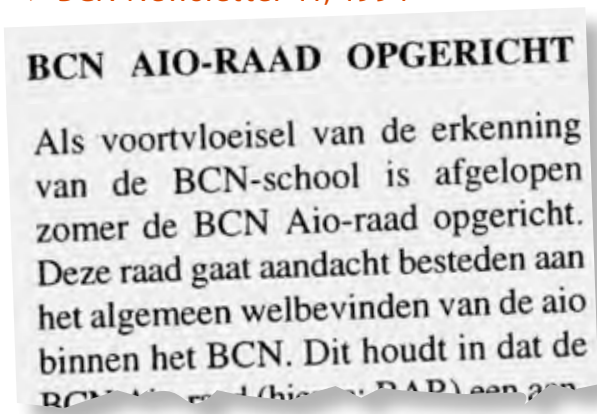 BCN AIO-RAAD OPGERICHT
Als voortvloeisel van de erkenning
van de BCN-school is afgelopen
zomer de BCN Aio-raad opgericht.
Deze raad gaat aandacht besteden aan
het algemeen welbevinden van de aio
binnen het BCN. Dit houdt in dat de